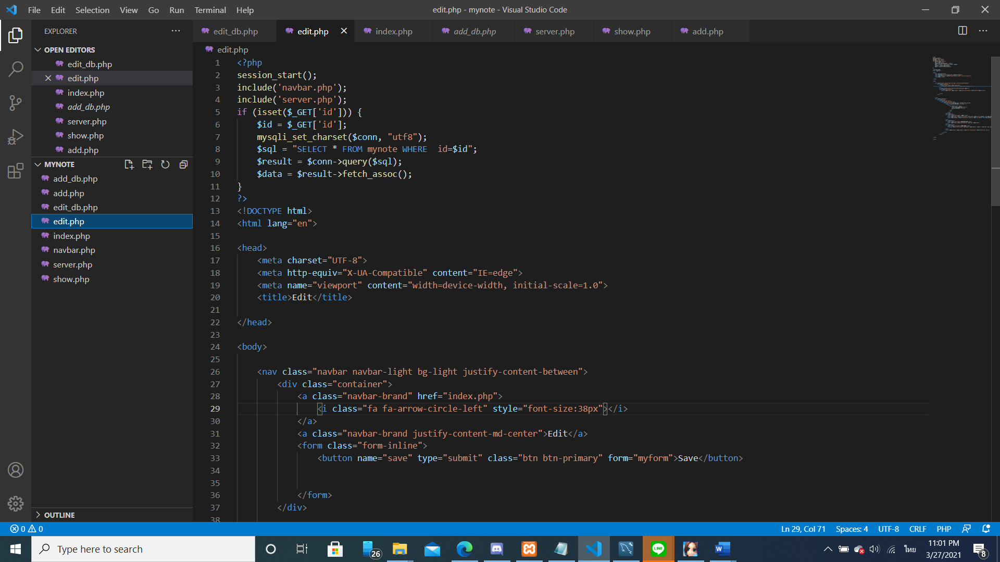 File Edit Selection View Go Run Terminal Help
edit.php - mynote - Visual Studio Code
EXPLORER
OPEN EDITORS
edit_db.php
edit.php
index.php
add_db.php
server.php
show.php
add.php
MYNOTE
add_db.php
add.php
edit_db.php
edit.php
index.php
navbar.php
server.php
show.php
OUTLINE
edit_db.php edit.php index.php add_db.php server.php show.php add.php
edit.php
1 <?php
2 session_start();
3 include('navbar.php');
4 include('server.php');
5 if (isset($_GET['id'])) {
6 $id = $_GET['id'];
7 mysqli_set_charset($conn, "utf8");
8 $sql = "SELECT * FROM mynote WHERE  id=$id";
9 $result = $conn->query($sql);
10 $data = $result->fetch_assoc();
11 }
12 ?>
13 <!DOCTYPE html>
14 <html lang="en">
15
16 <head>
17 <meta charset="UTF-8">
18 <meta http-equiv="X-UA-Compatible" content="IE=edge">
19 <meta name="viewport" content="width=device-width, initial-scale=1.0">
20 <title>Edit</title>
21
22 </head>
23
24 <body>
25
26 <nav class="navbar navbar-light bg-light justify-content-between">
27 <div class="container">
28 <a class="navbar-brand" href="index.php">
29 <i class="fa fa-arrow-circle-left" style="font-size:38px"></i>
30 </a>
31 <a class="navbar-brand justify-content-md-center">Edit</a>
32 <form class="form-inline">
33 <button name="save" type="submit" class="btn btn-primary" form="myform">Save</button>
34
35
36 </form>
37 </div>
38
0 0
Ln 29, Col 71 Spaces: 4 UTF-8 CRLF PHP
Type here to search
26
LINE
W
ไทย
11:01 PM
3/27/2021
8